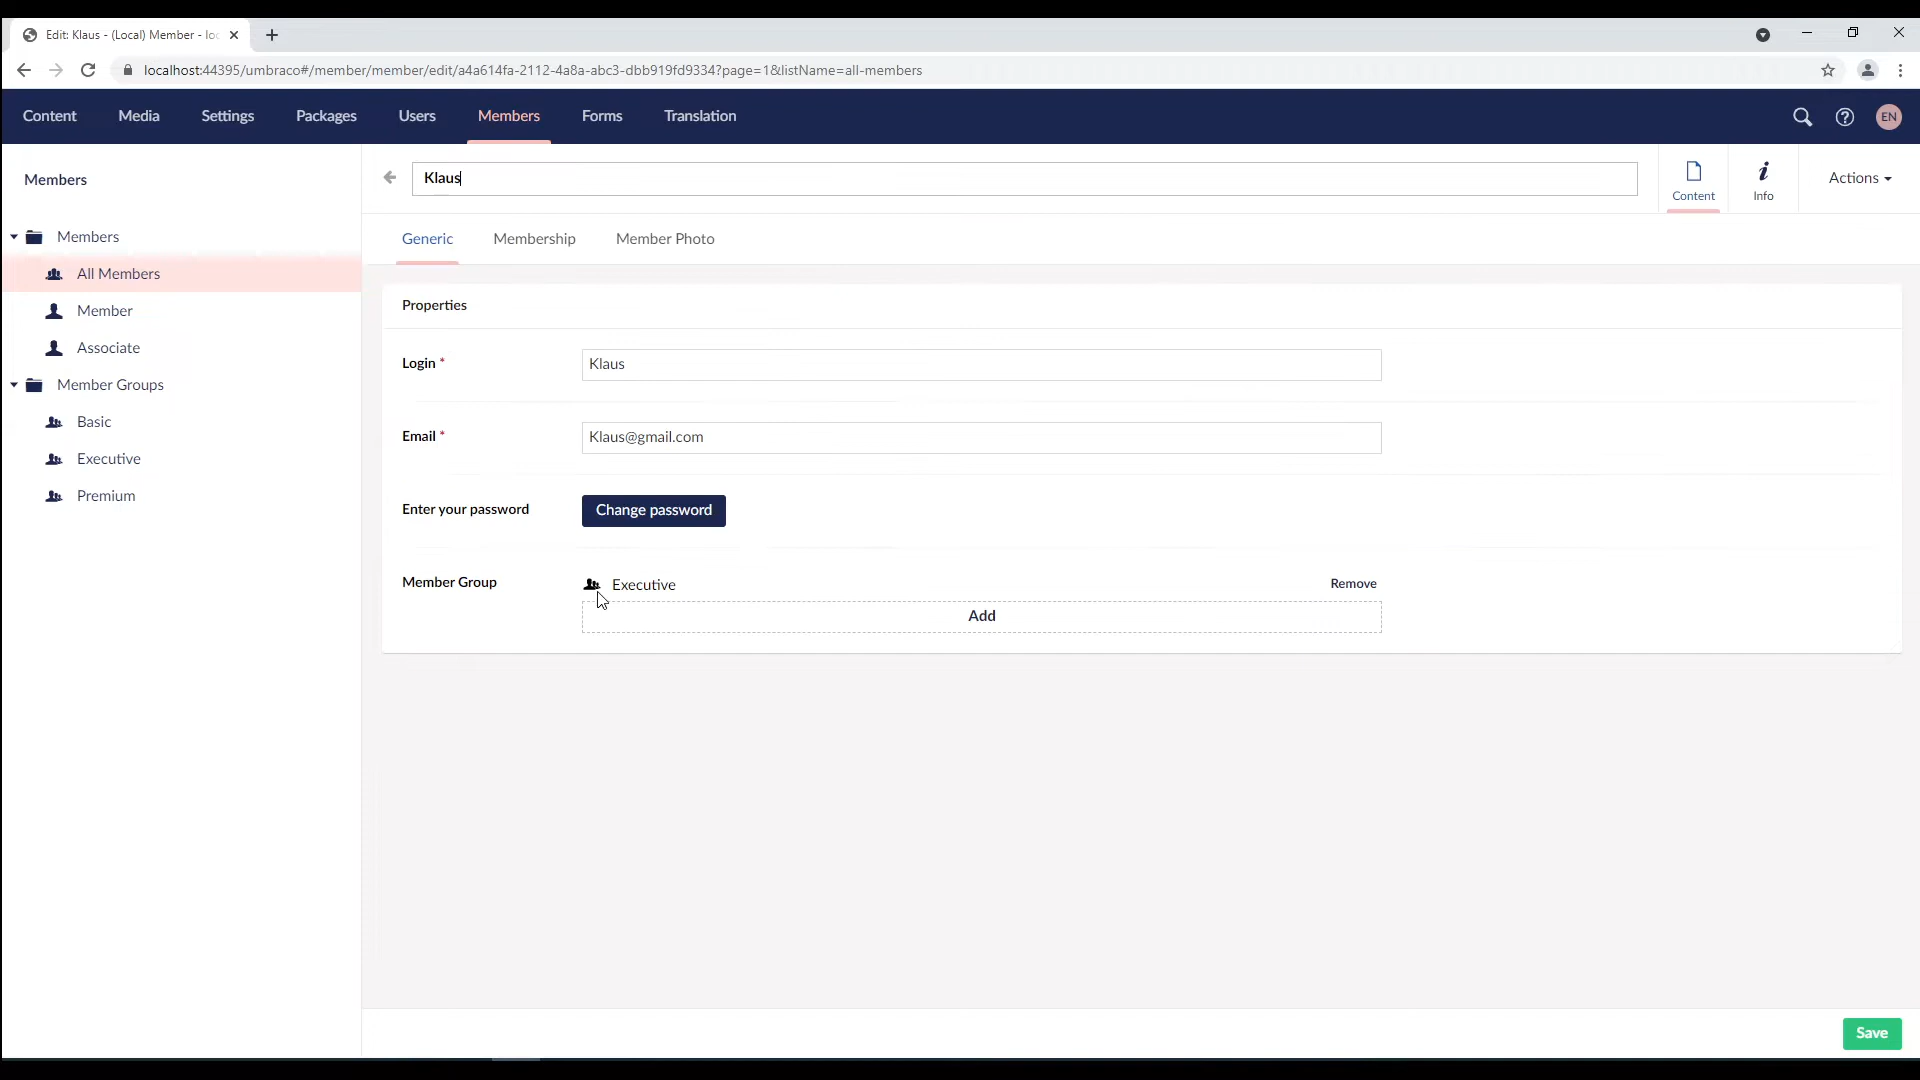 Edit: Klaus - (Local) Member - loc
localhost:44395/umbraco#/member/member/edit/a4a614fa-2112-4a8a-abc3-dbb919fd9334?page=1&listName=all-members
Content Media Settings Packages Users Members Forms Translation EN
Members
Klaus
Content
Info
Actions
Generic Membership Member Photo
Members
All Members
Member
Associate
Member Groups
Basic
Executive
Premium
Properties
Login * Klaus
Email * Klaus@gmail.com
Enter your password Change password
Member Group Executive Remove
Add
Save